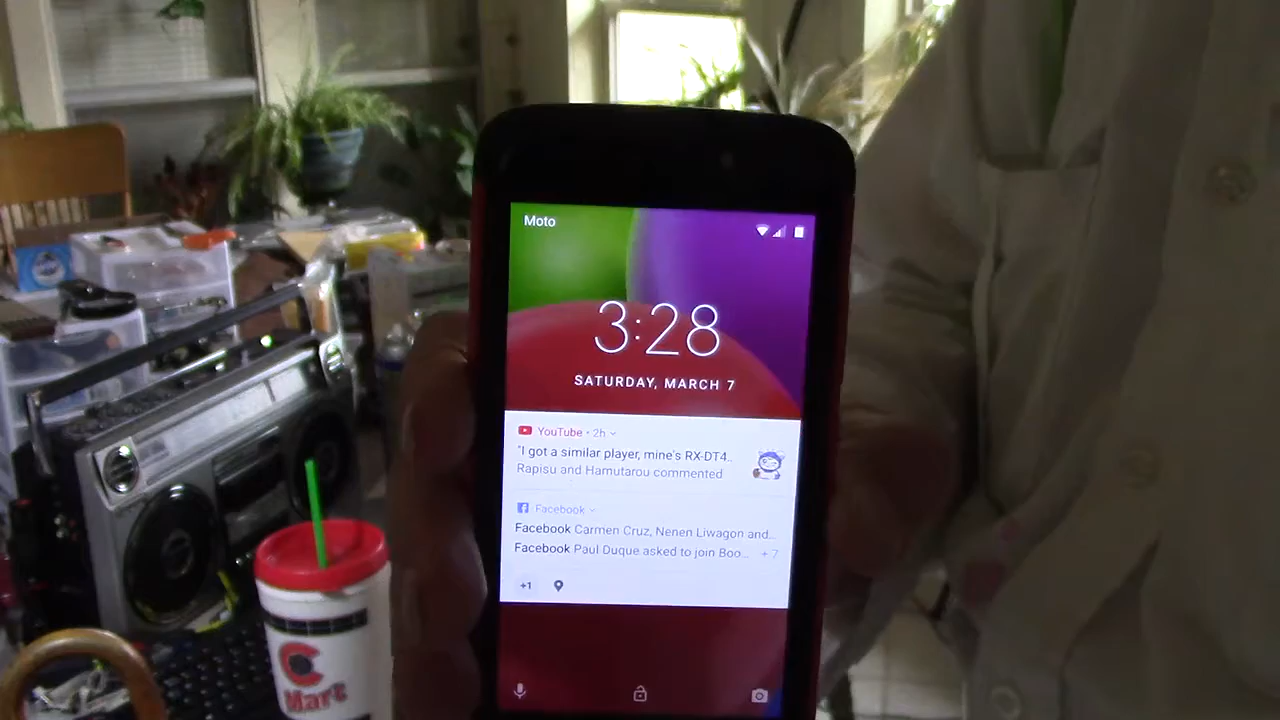 Moto
3:28
SATURDAY, MARCH 7
YouTube • 2h
"I got a similar player, mine's RX-DT4..
Rapisu and Hamutarou commented
Facebook
Facebook Carmen Cruz, Nenen Liwagon and...
Facebook Paul Duque asked to join Boo... +7
+1
C
Mart